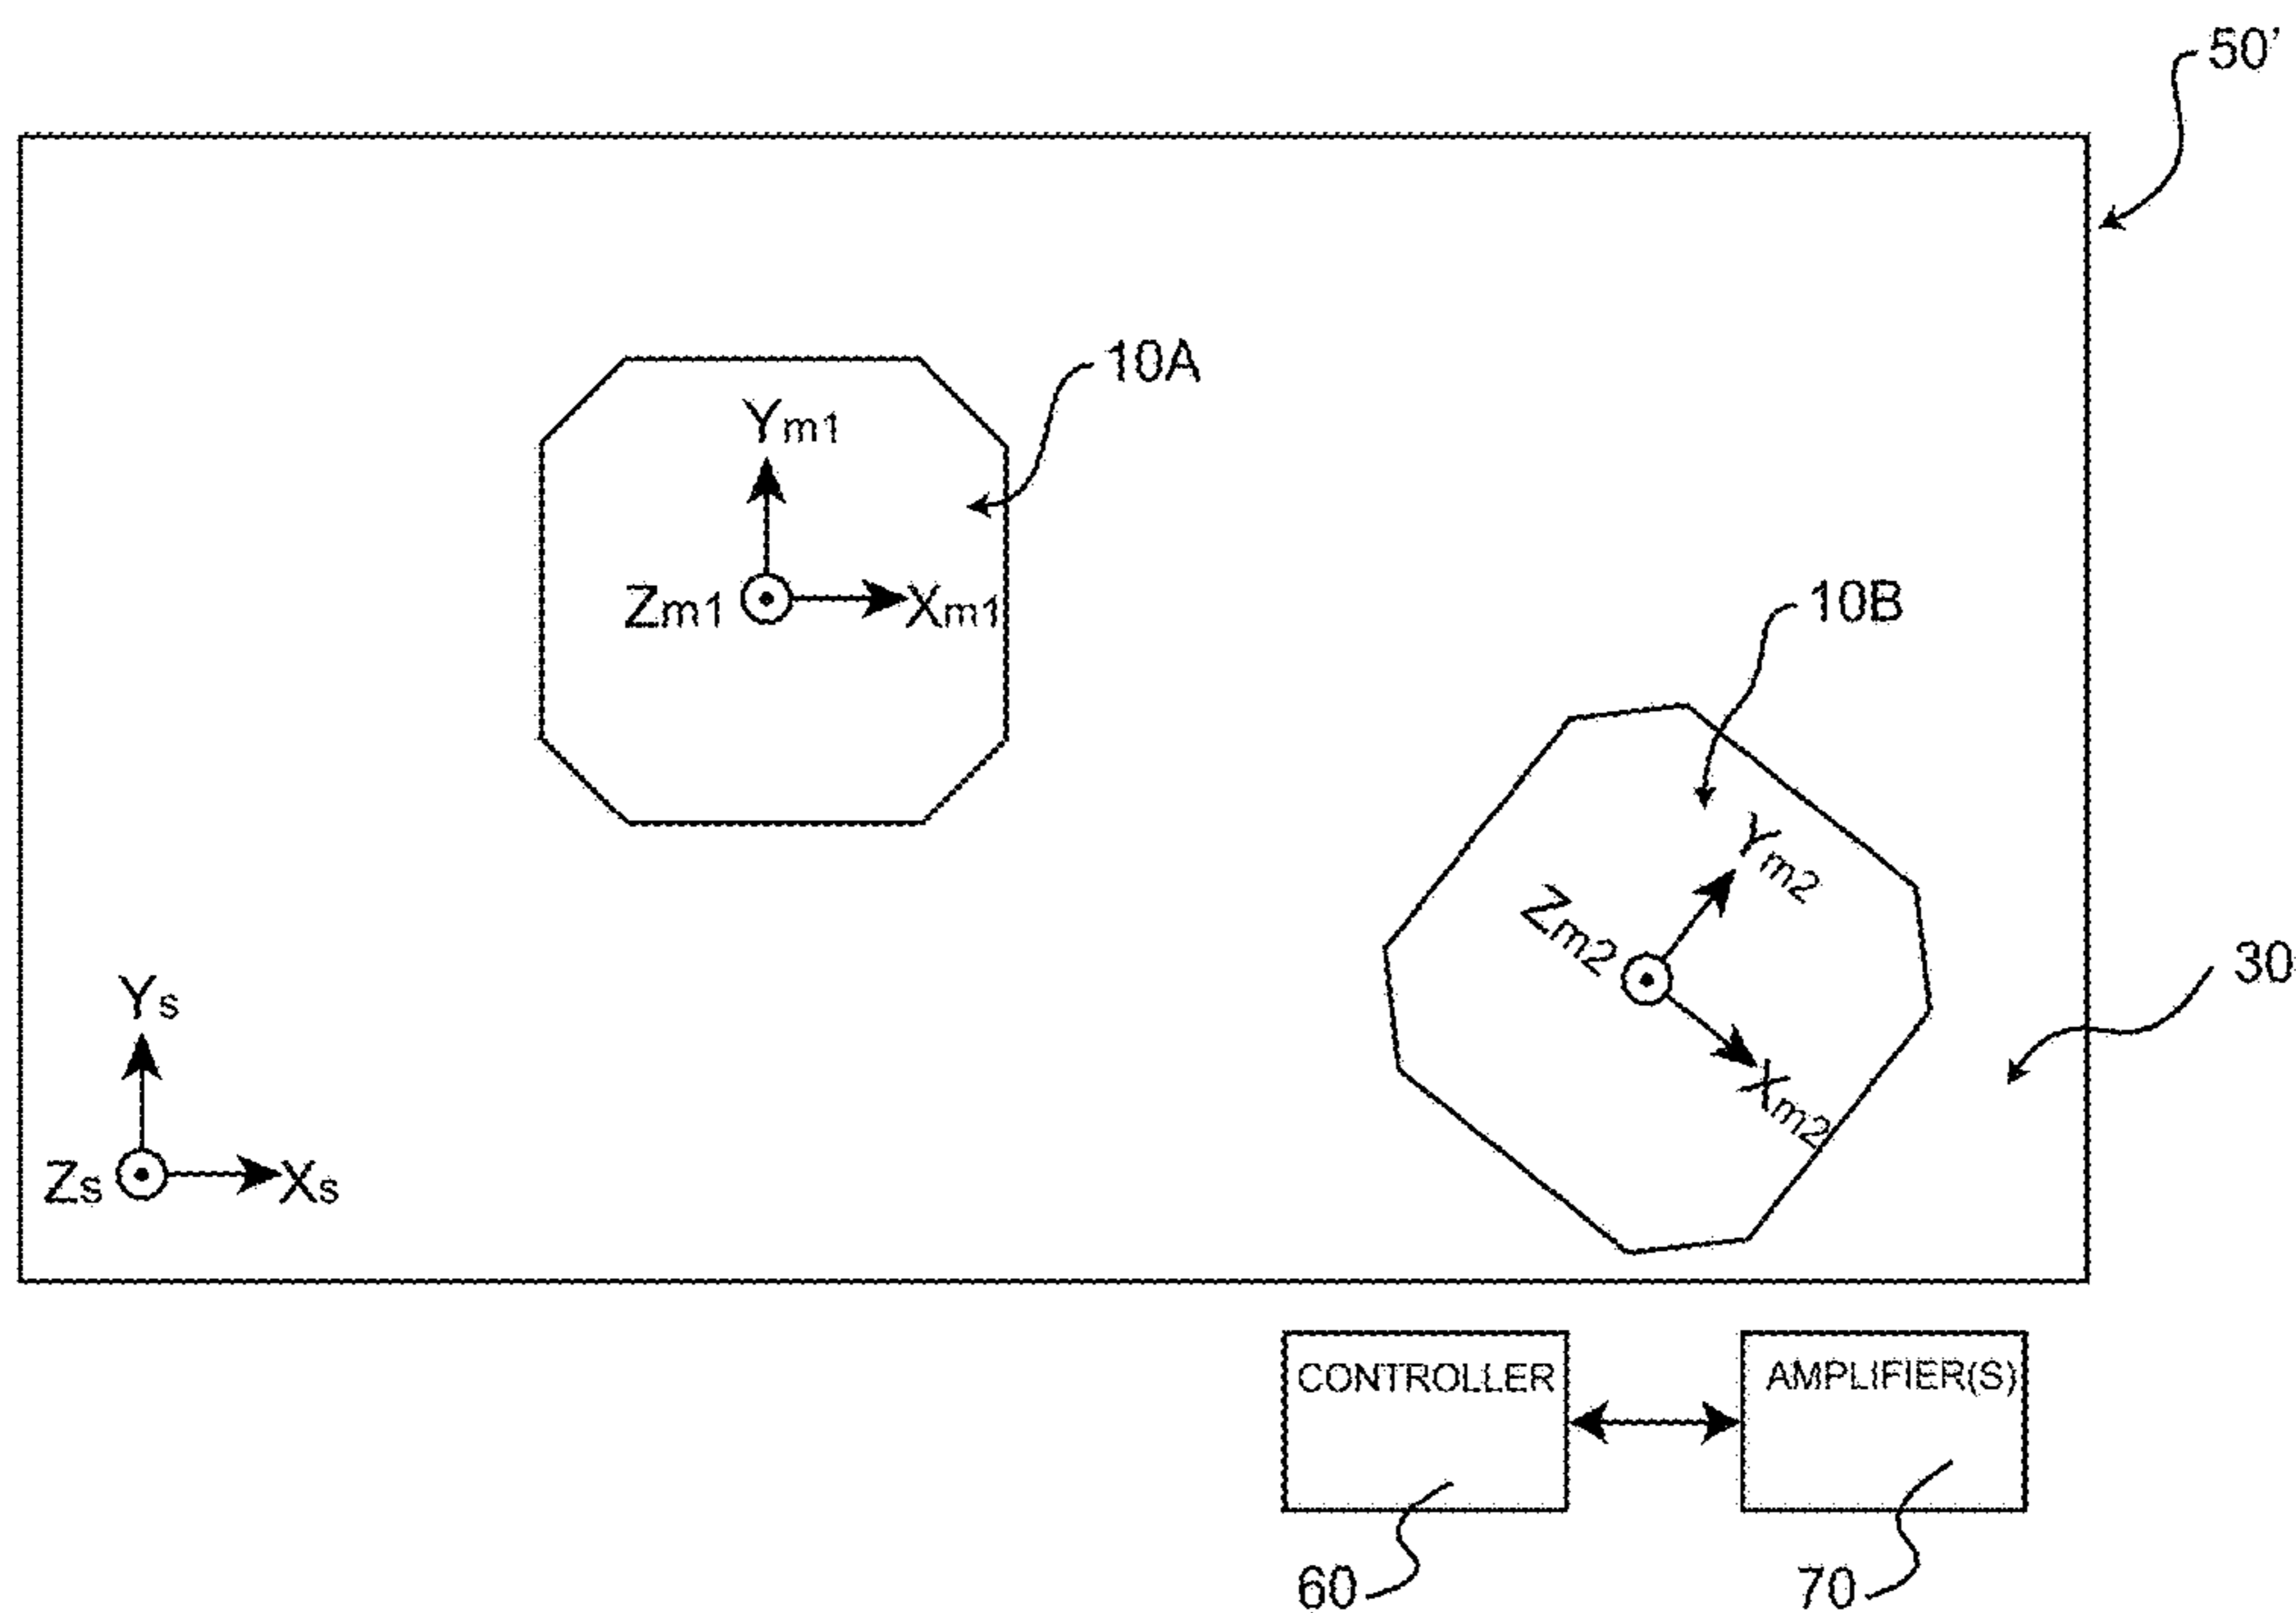 50'
10A
Ym1
Zm1 Xm1
10B
Ym2
Zm2
30
Ys
Xm2
Zs Xs
CONTROLLER AMPLIFIER(S)
60 70